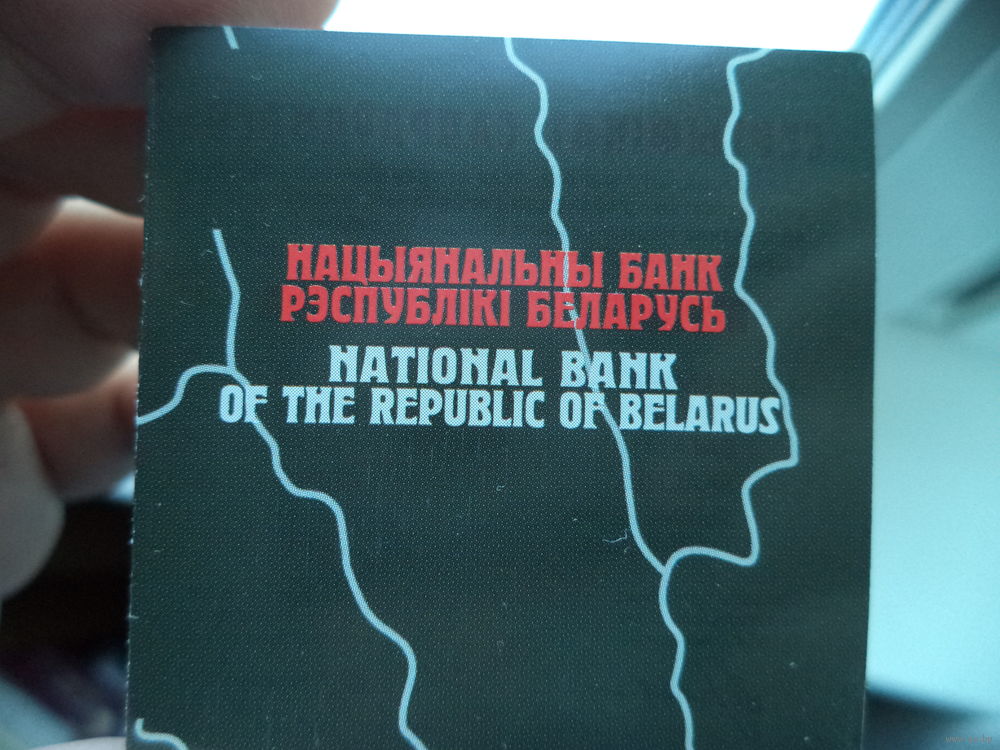 НАЦЫЯНАЛЬНЫ БАНК
РЭСПУБЛІКІ БЕЛАРУСЬ
NATIONAL BANK
OF THE REPUBLIC OF BELARUS